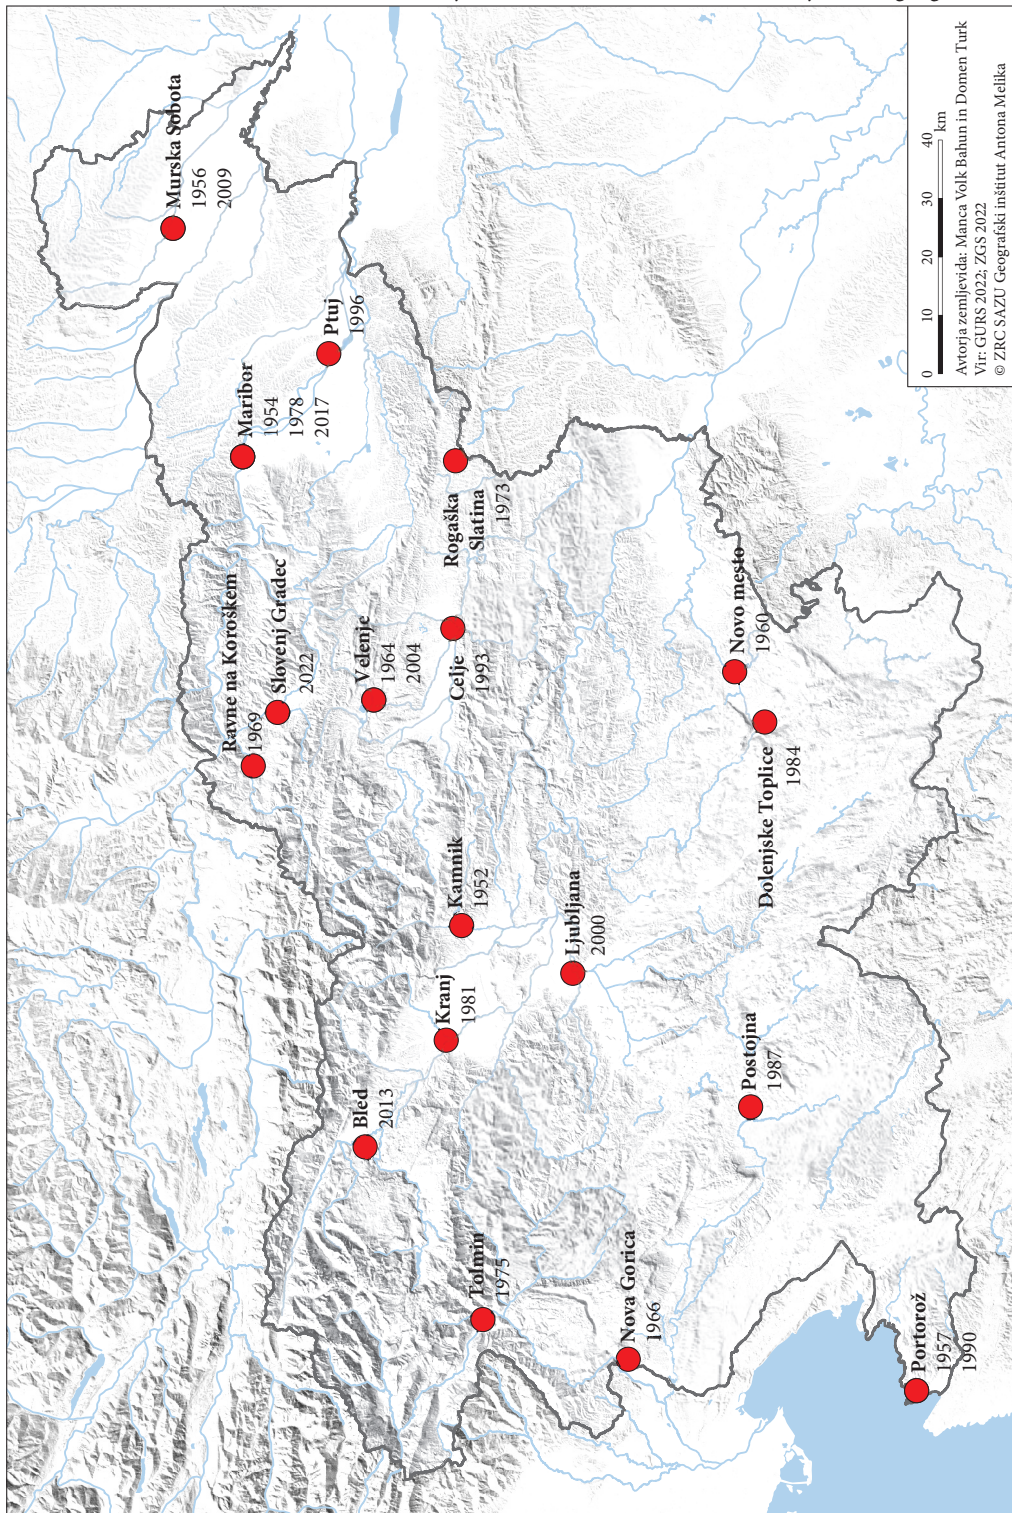 Murska Sobota
1956
2009
Maribor
1954
1978
2017
Ptuj
1996
Ravne na Koroškem
1969
Slovenj Gradec
2022
Velenje
1964
2004
Celje
1993
Rogaška
Slatina
1973
Bled
2013
Kranj
1981
Kamnik
1952
Tolmin
1975
Ljubljana
2000
Nova Gorica
1966
Novo mesto
1960
Dolenjske Toplice
1984
Postojna
1987
Portorož
1957
1990
0 10 20 30 40
km
Avtorja zemljevida: Manca Volk Bahun in Domen Turk
Vir: GURS 2022; ZGS 2022
© ZRC SAZU Geografski inštitut Antona Melika